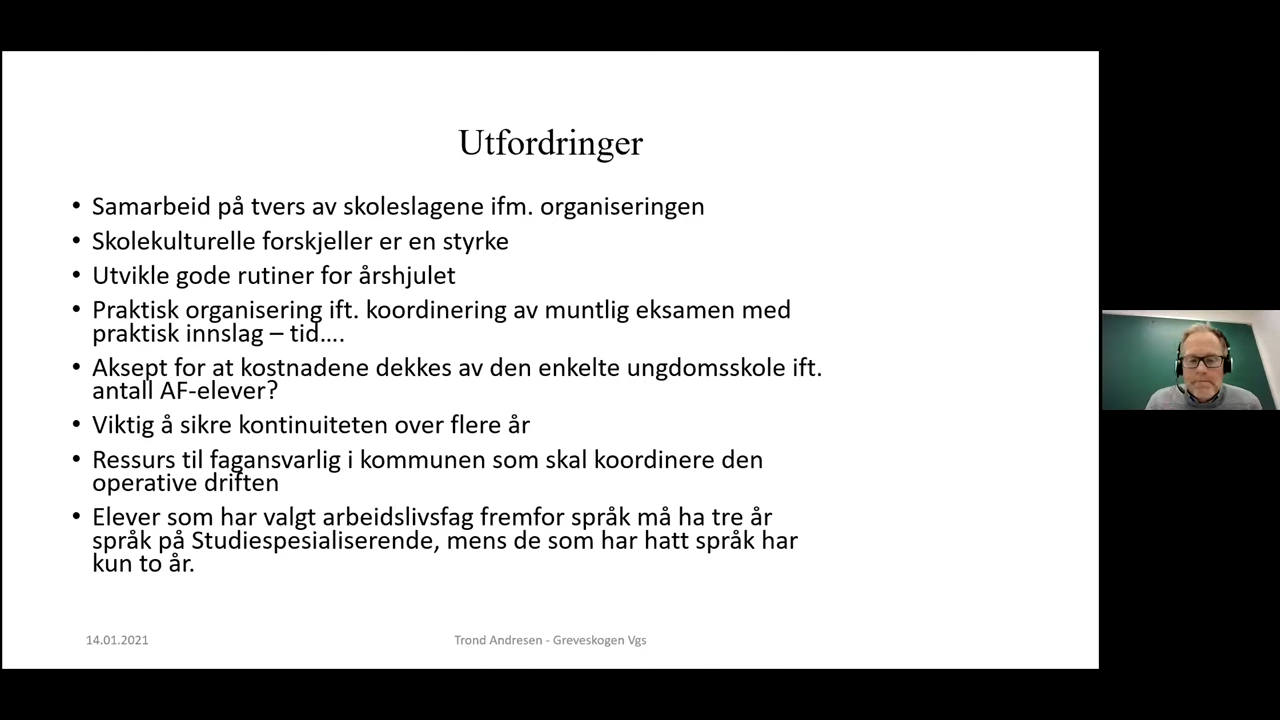 Utfordringer
• Samarbeid på tvers av skoleslagene ifm. organiseringen
• Skolekulturelle forskjeller er en styrke
• Utvikle gode rutiner for årshjulet
• Praktisk organisering ift. koordinering av muntlig eksamen med
praktisk innslag – tid….
• Aksept for at kostnadene dekkes av den enkelte ungdomsskole ift.
antall AF-elever?
• Viktig å sikre kontinuiteten over flere år
• Ressurs til fagansvarlig i kommunen som skal koordinere den
operative driften
• Elever som har valgt arbeidslivsfag fremfor språk må ha tre år
språk på Studiespesialiserende, mens de som har hatt språk har
kun to år.
14.01.2021
Trond Andresen - Greveskogen Vgs